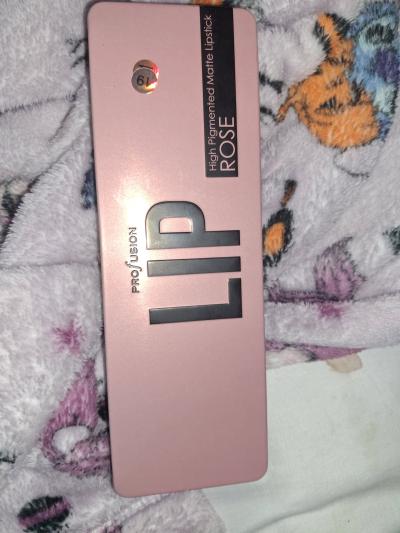 PROFUSION
LIP
High Pigmented Matte Lipstick
ROSE